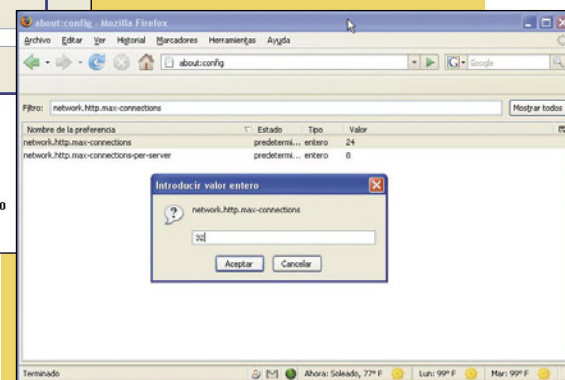 about:config - Mozilla Firefox
Archivo Editar Ver Historial Marcadores Herramientas Ayuda
about:config
Google
Filtro: network.http.max-connections Mostrar todos
Nombre de la preferencia Estado Tipo Valor
network.http.max-connections predetermi... entero 24
network.http.max-connections-per-server predetermi... entero 8
Introducir valor entero
network.http.max-connections
32
Aceptar Cancelar
o
Terminado Ahora: Soleado, 77° F Lun: 99° F Mar: 99° F